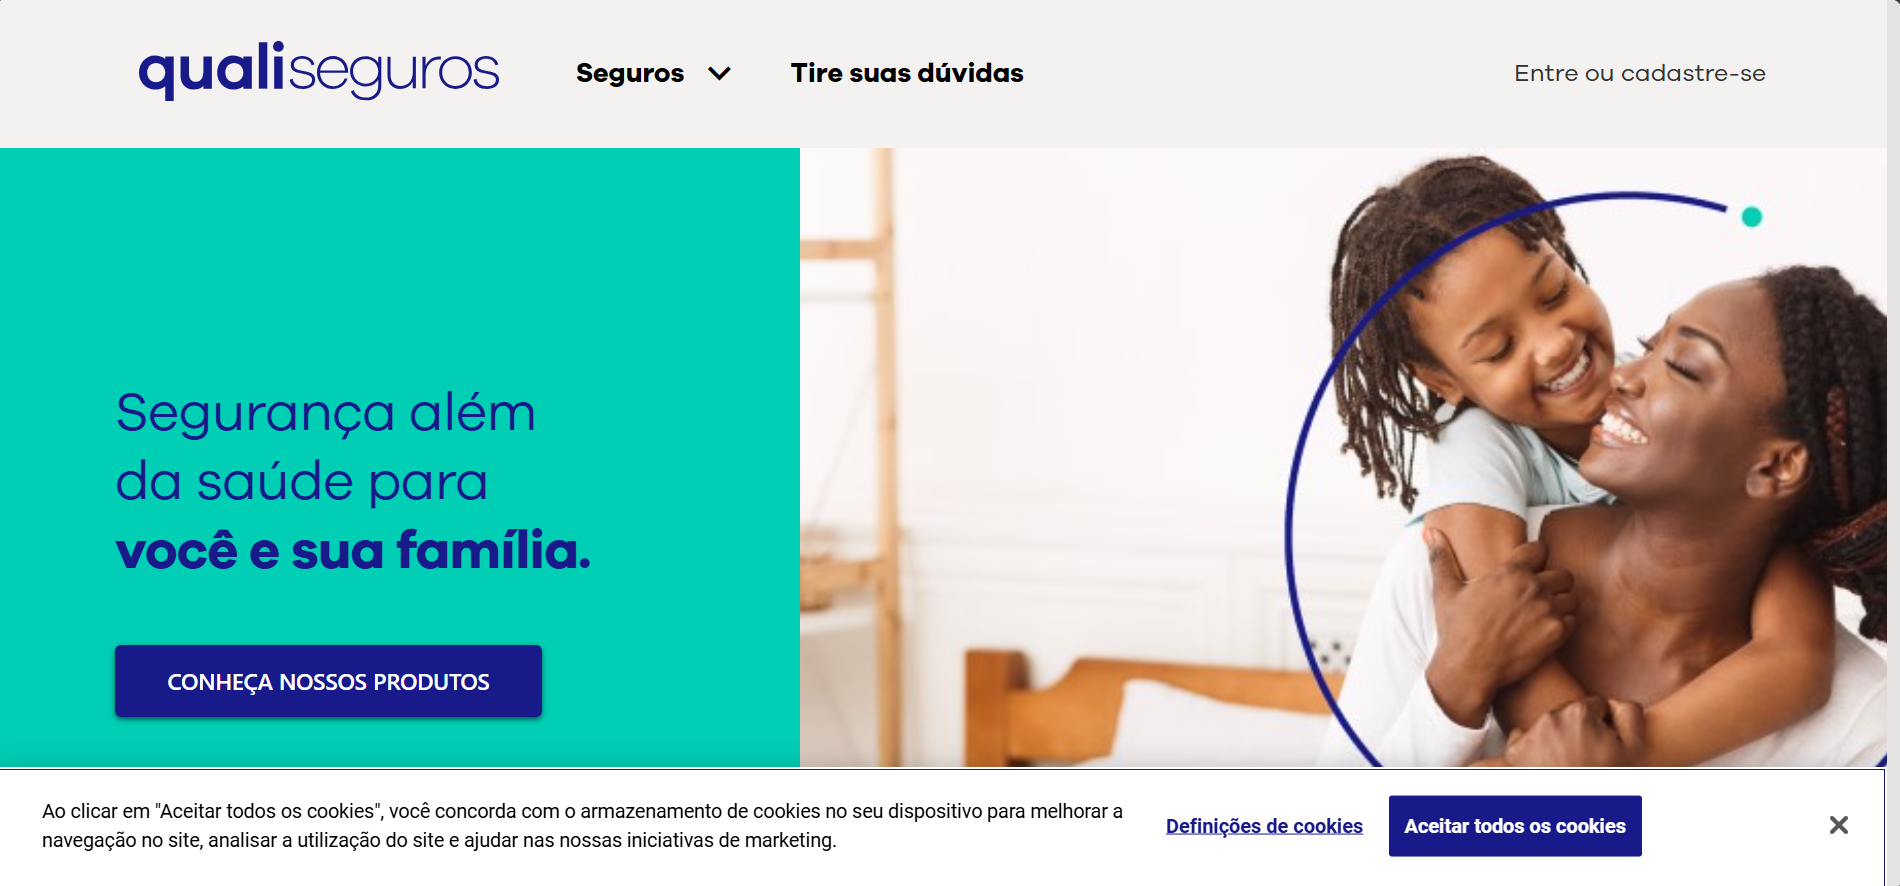 qualiseguros
Seguros
Tire suas dúvidas
Entre ou cadastre-se
Segurança além
da saúde para
você e sua família.
CONHEÇA NOSSOS PRODUTOS
Ao clicar em "Aceitar todos os cookies", você concorda com o armazenamento de cookies no seu dispositivo para melhorar a
navegação no site, analisar a utilização do site e ajudar nas nossas iniciativas de marketing.
Definições de cookies
Aceitar todos os cookies